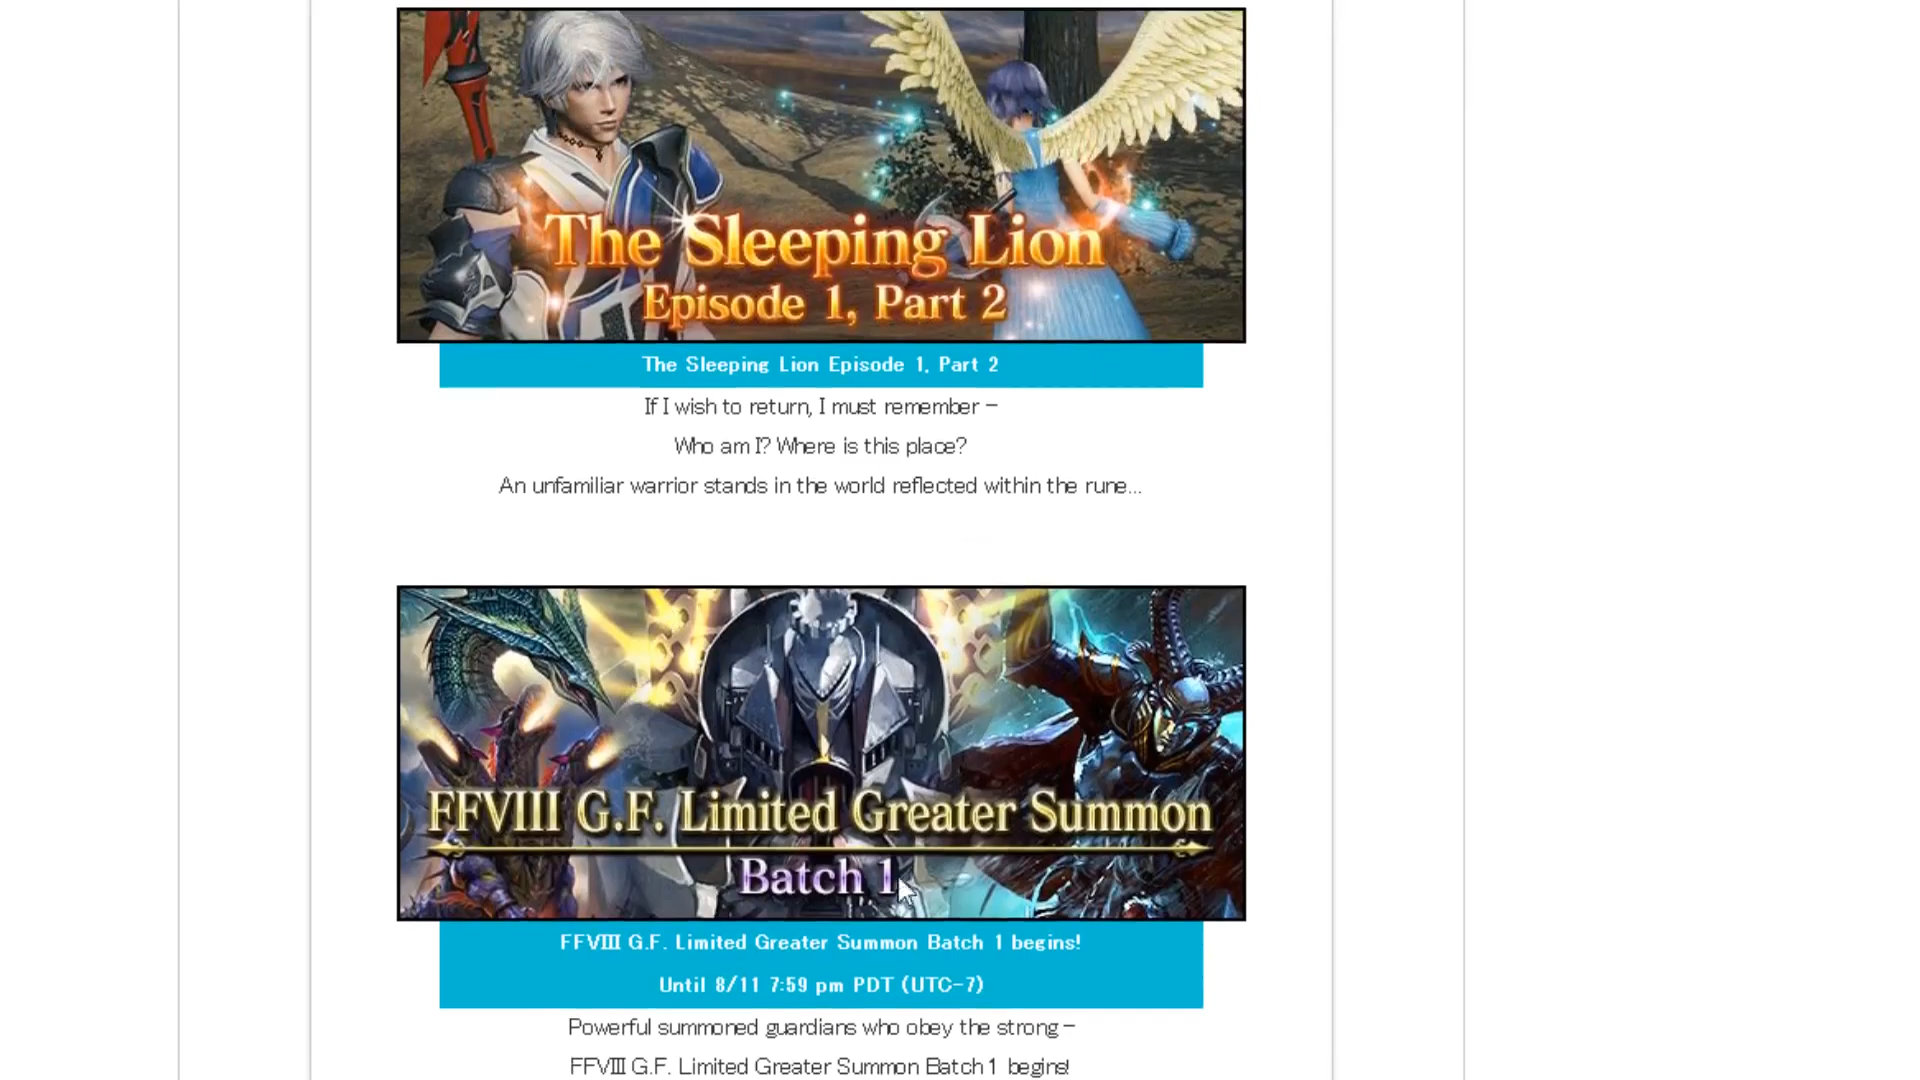 The Sleeping Lion
Episode 1, Part 2
The Sleeping Lion Episode 1, Part 2
If I wish to return, I must remember –
Who am I? Where is this place?
An unfamiliar warrior stands in the world reflected within the rune...
FFVIII G.F. Limited Greater Summon
Batch 1
FFVIII G.F. Limited Greater Summon Batch 1 begins!
Until 8/11 7:59 pm PDT (UTC-7)
Powerful summoned guardians who obey the strong –
FFVIII G.F. Limited Greater Summon Batch 1 begins!